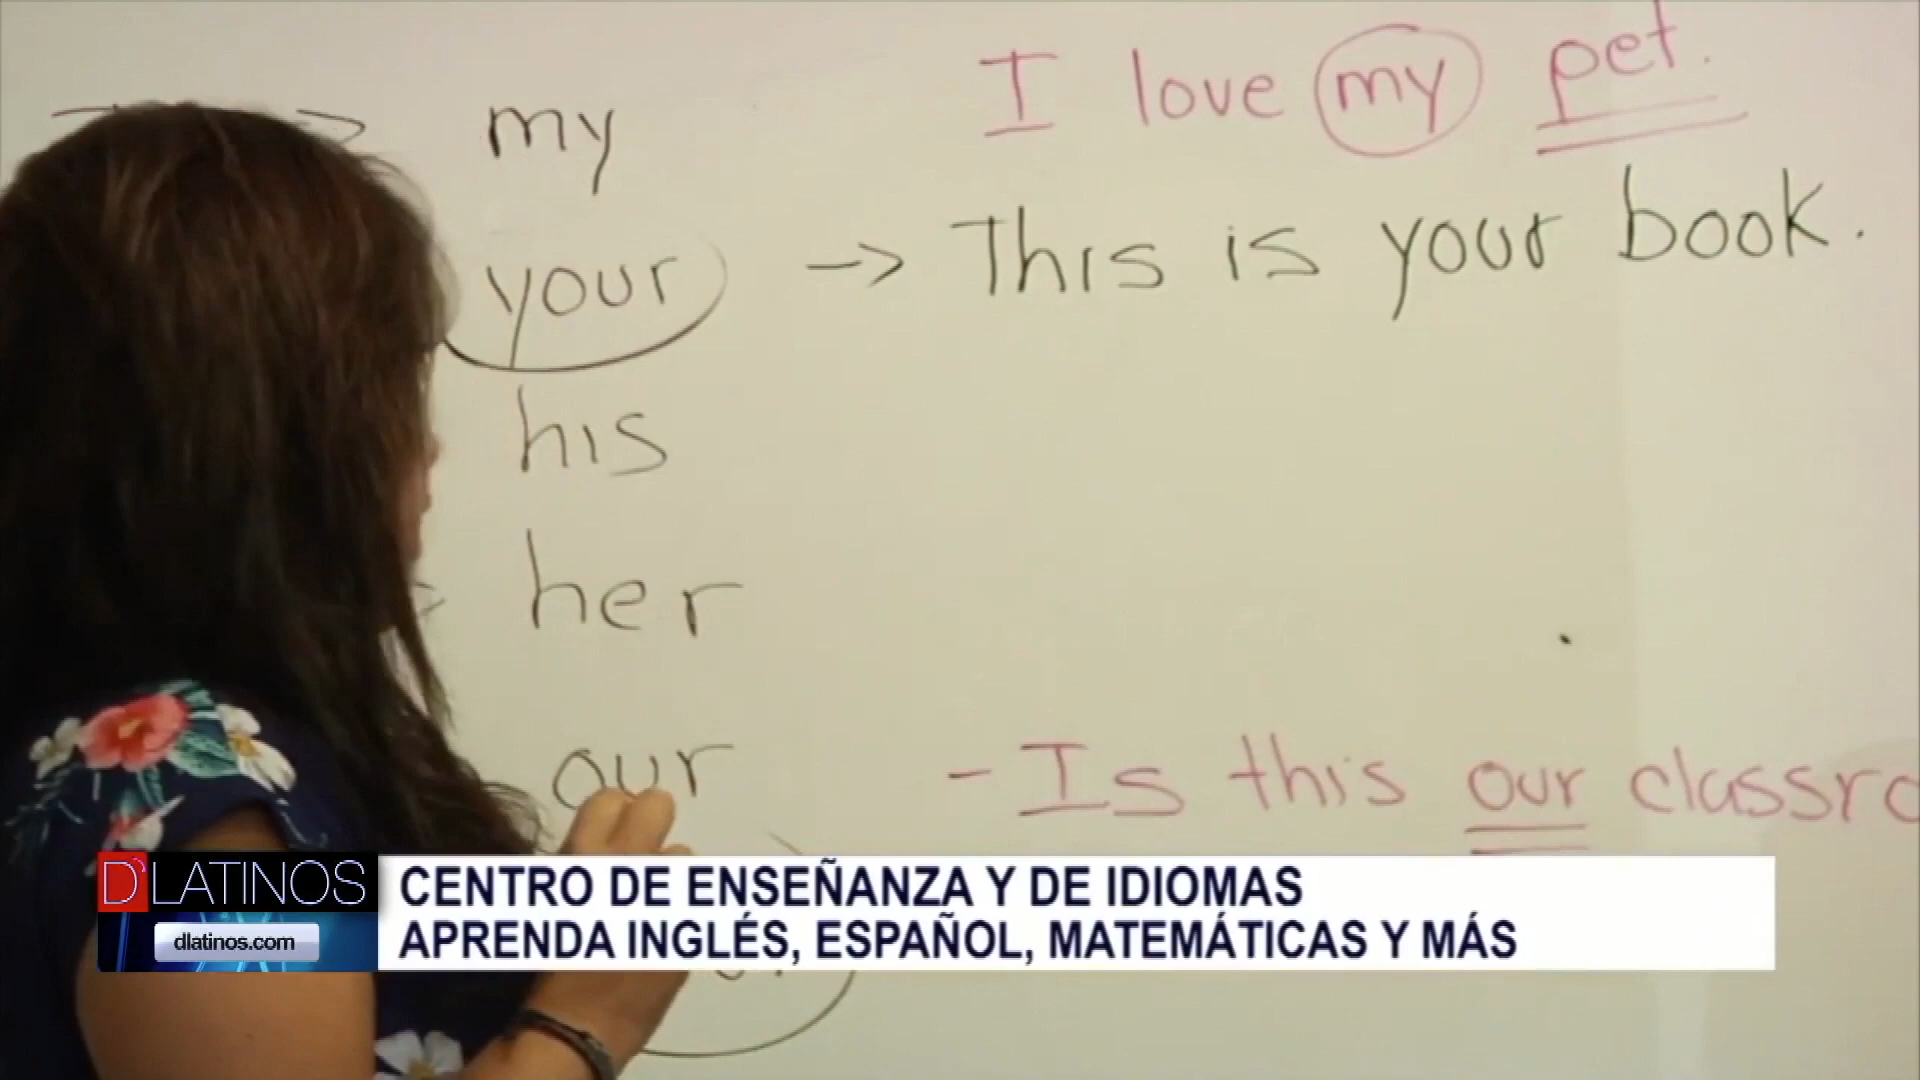 I love my pet.
my
your -> This is your book.
his
her
our
- Is this our classro
D'LATINOS
dlatinos.com
CENTRO DE ENSEÑANZA Y DE IDIOMAS
APRENDA INGLÉS, ESPAÑOL, MATEMÁTICAS Y MÁS